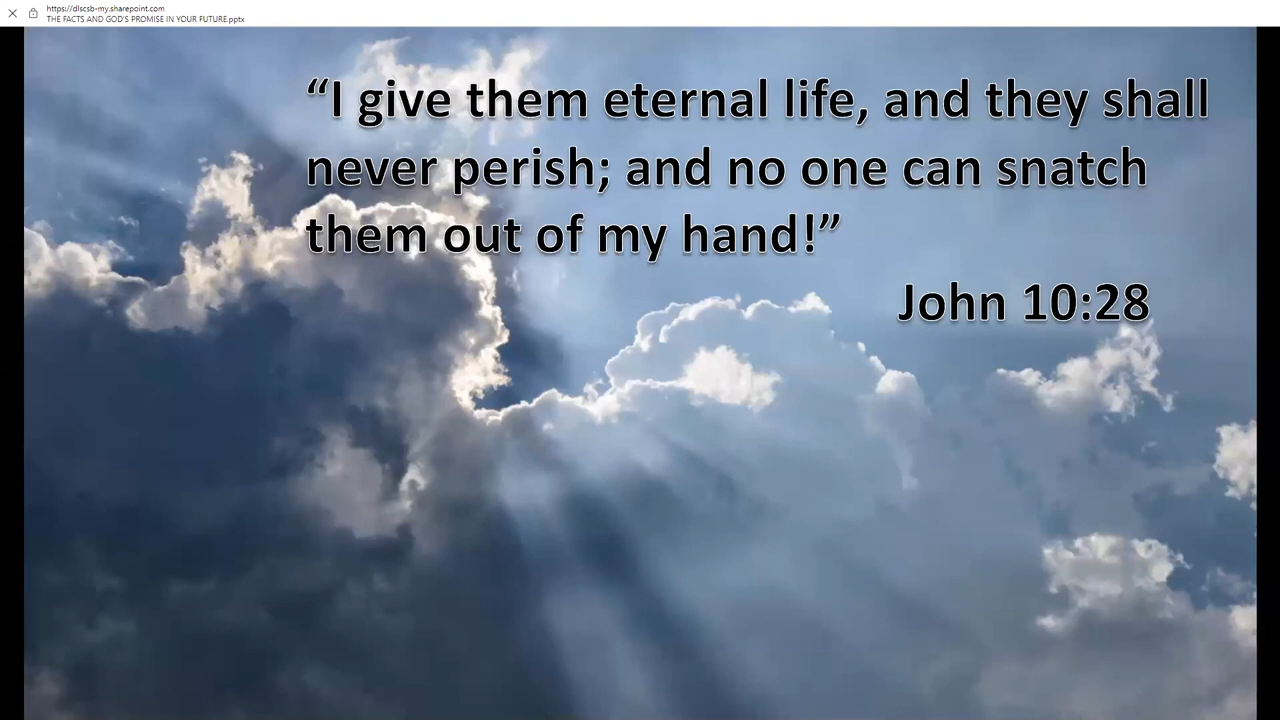 https://dlscsb-my.sharepoint.com
THE FACTS AND GOD'S PROMISE IN YOUR FUTURE.pptx
“I give them eternal life, and they shall
never perish; and no one can snatch
them out of my hand!”
John 10:28